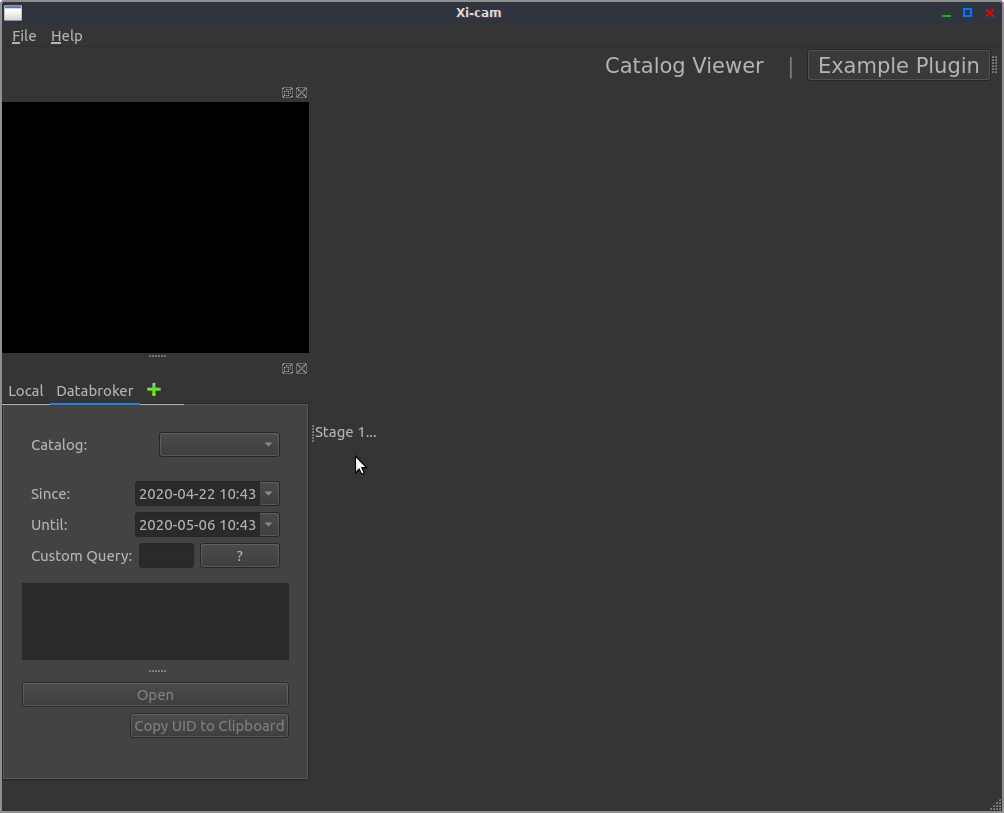 Xi-cam
File Help
Catalog Viewer | Example Plugin
Local Databroker
Stage 1...
Catalog:
Since: 2020-04-22 10:43
Until: 2020-05-06 10:43
Custom Query: ?
Open
Copy UID to Clipboard